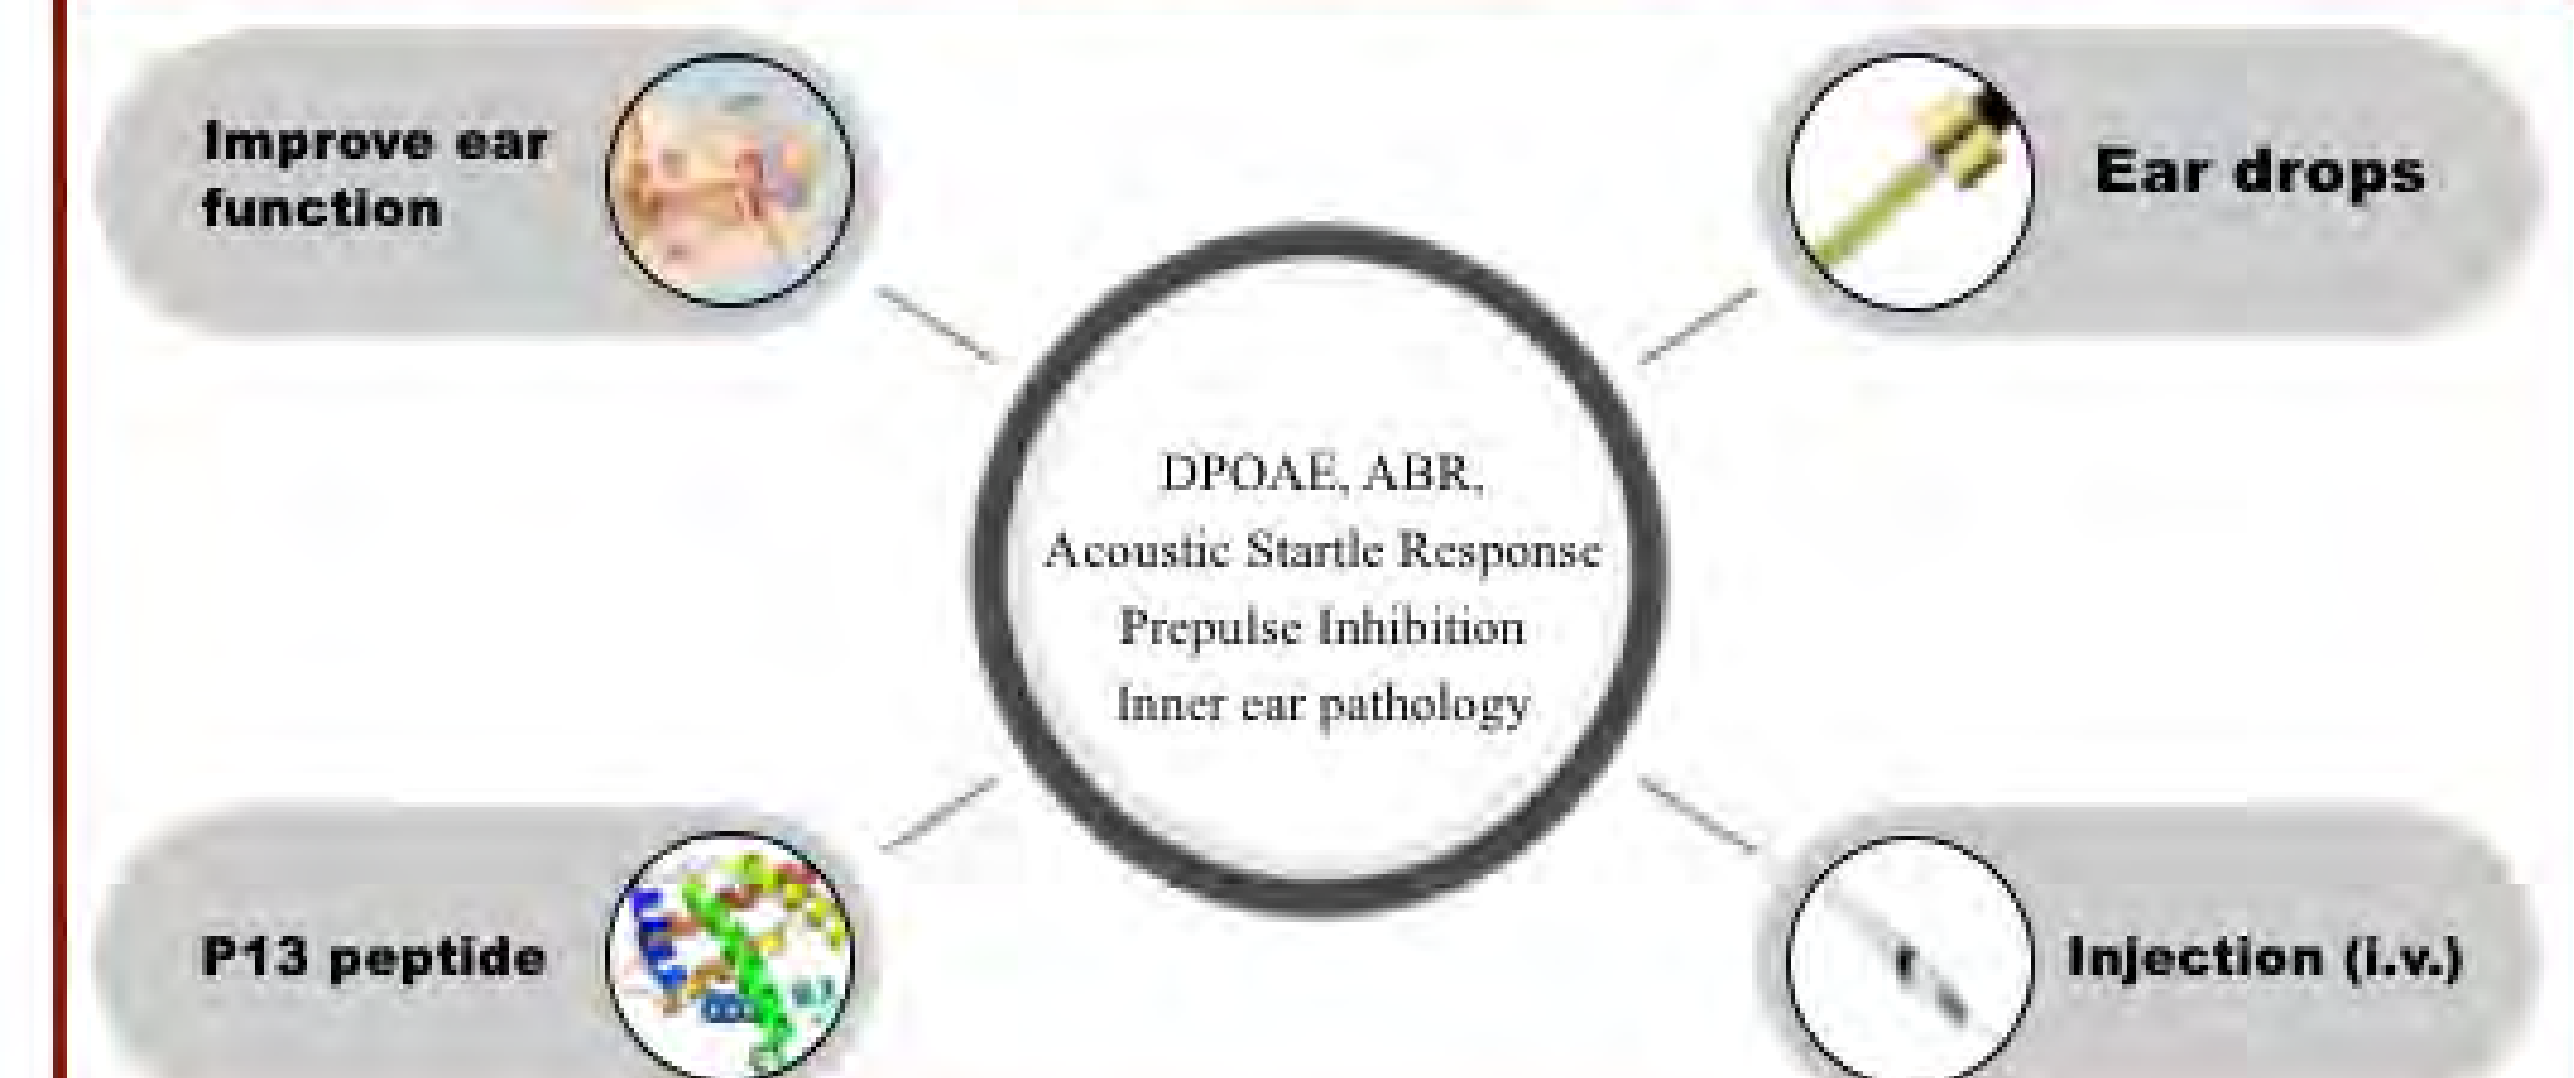 Improve ear
function
Ear drops
DPOAE, ABR,
Acoustic Startle Response
Prepulse Inhibition
Inner ear pathology
P13 peptide
Injection (i.v.)